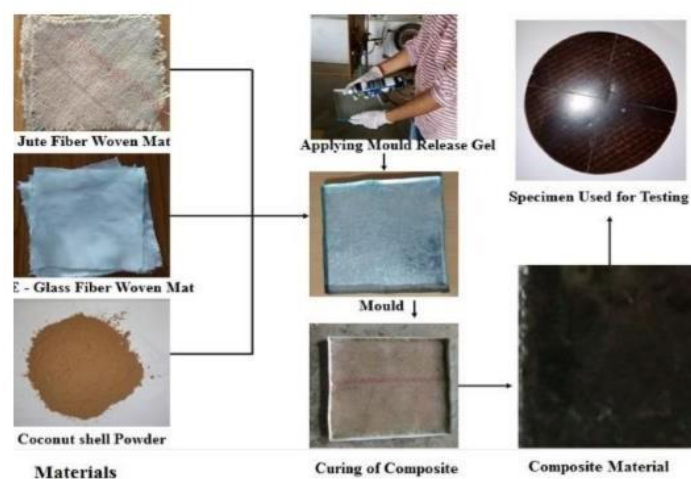 Jute Fiber Woven Mat
E - Glass Fiber Woven Mat
Coconut shell Powder
Materials
Applying Mould Release Gel
Mould
Curing of Composite
Specimen Used for Testing
Composite Material